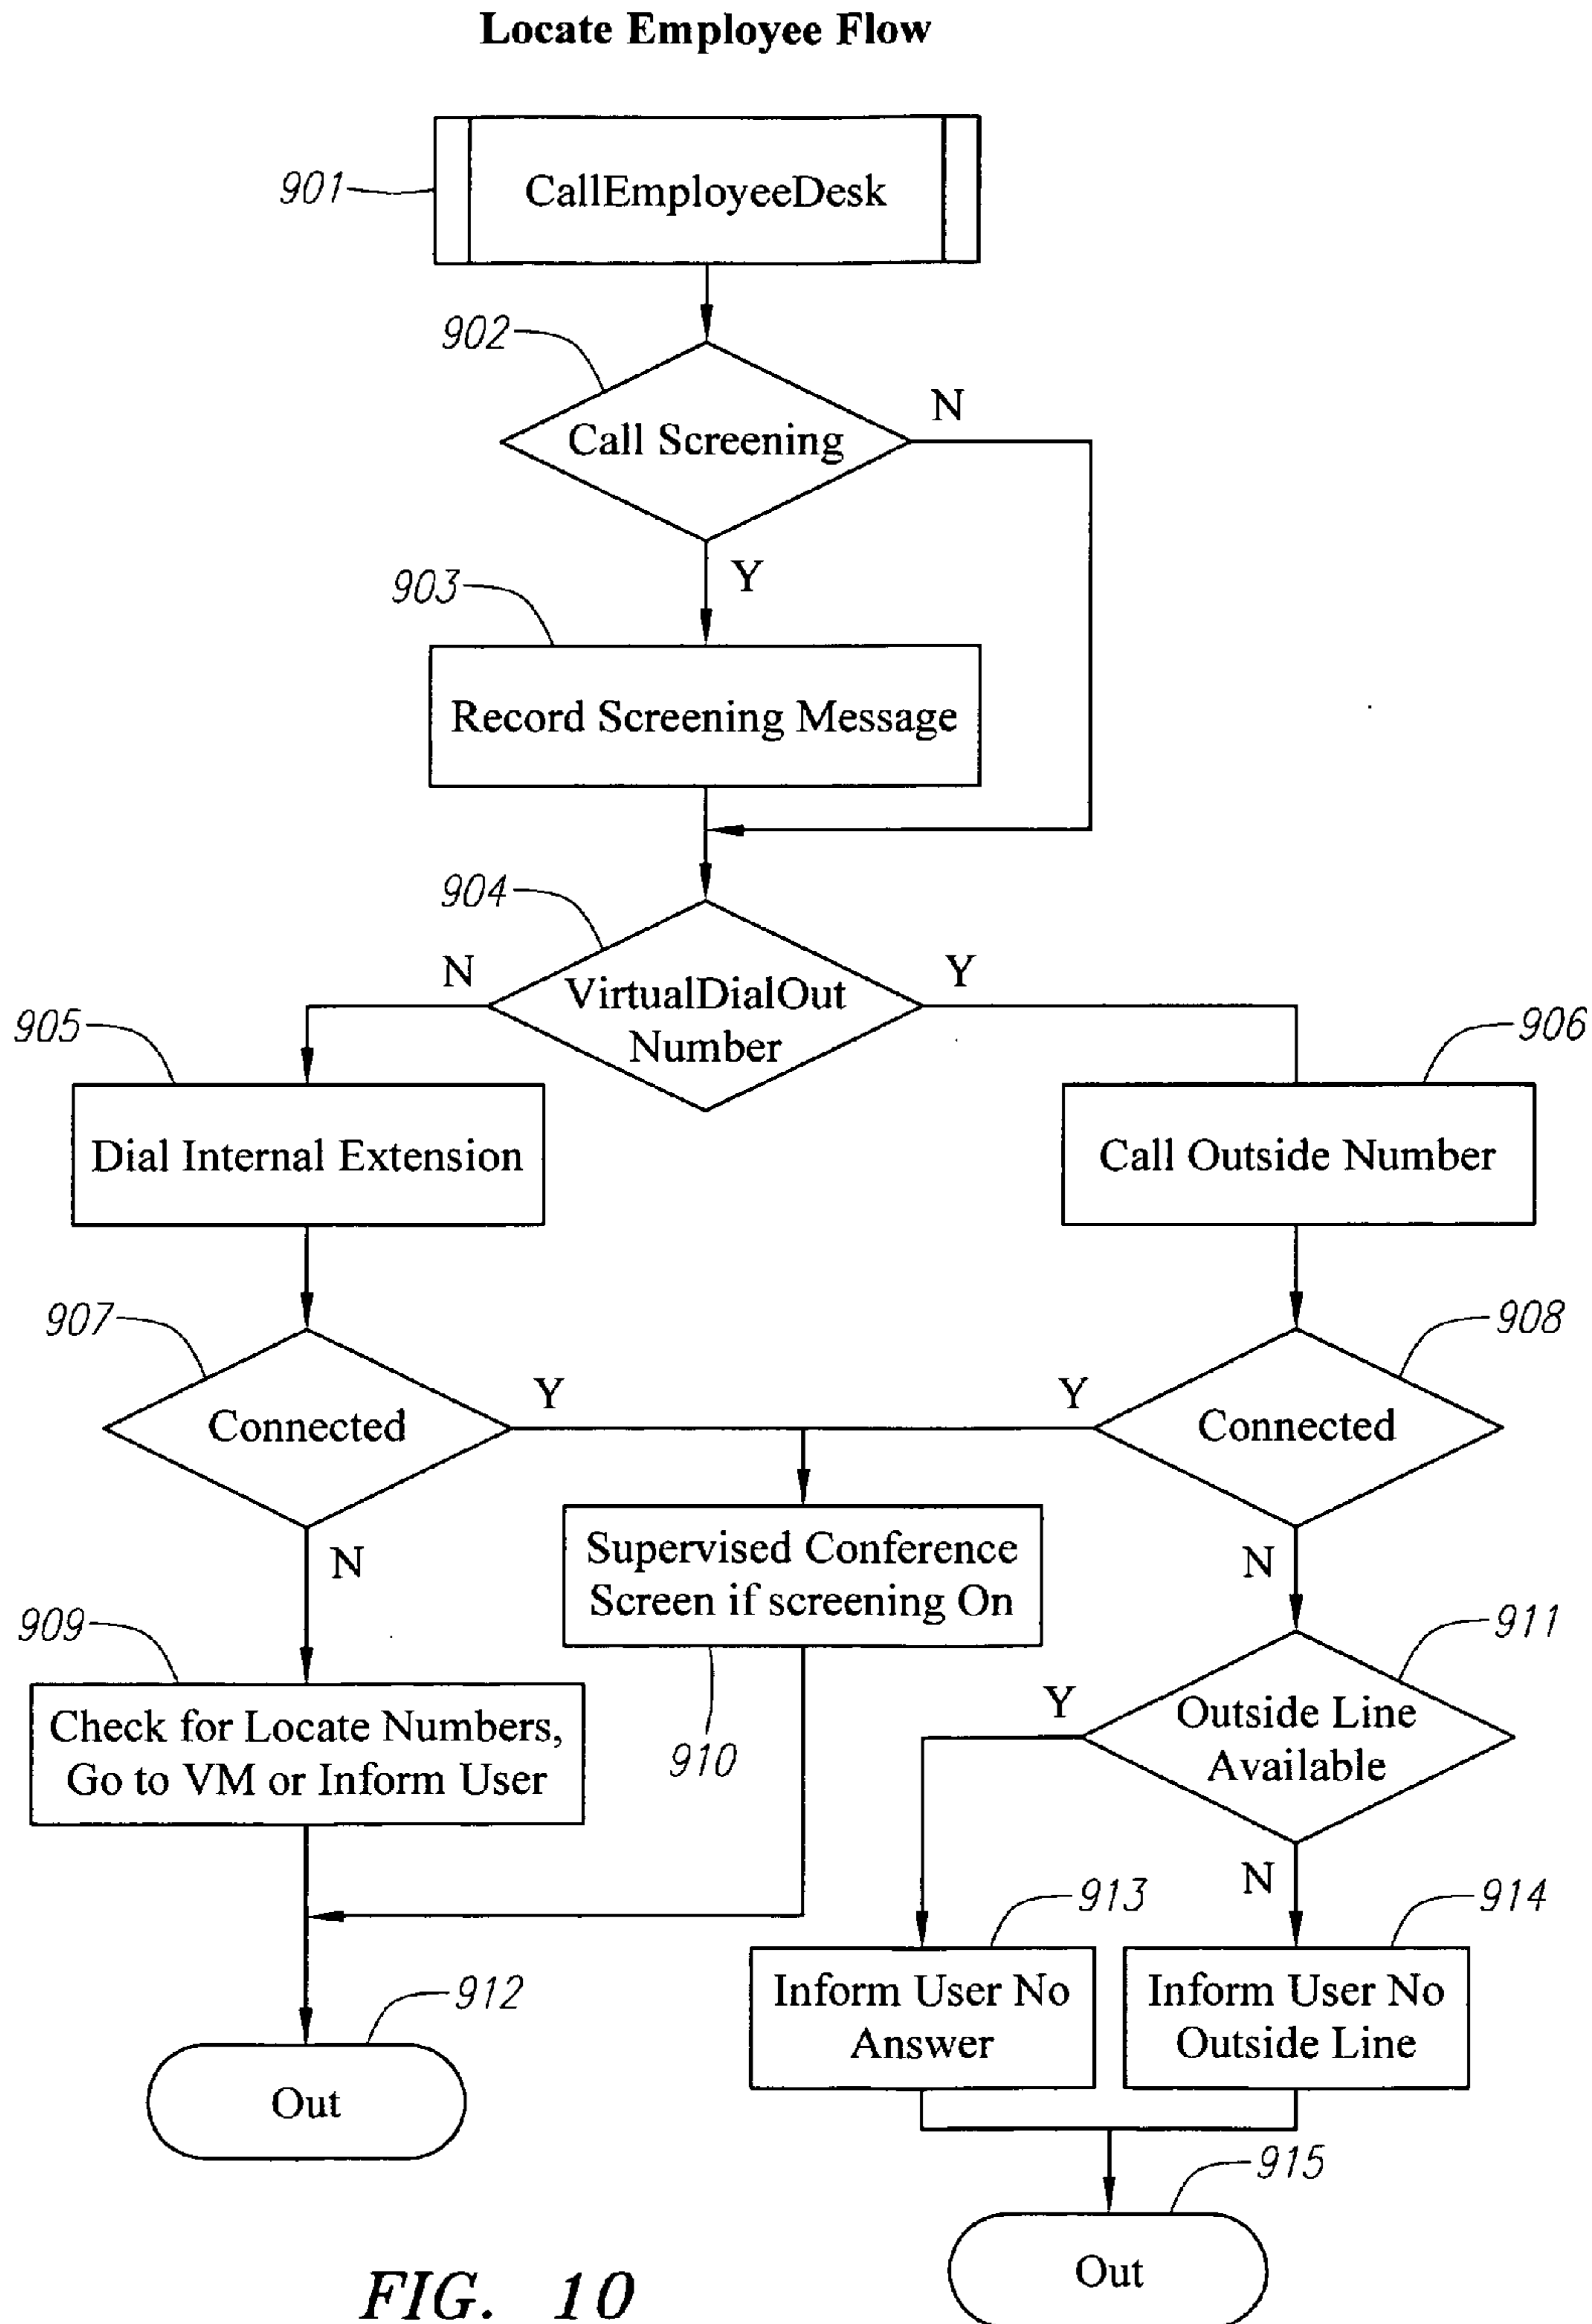 Locate Employee Flow
901
CallEmployeeDesk
902
Call Screening
N
Y
903
Record Screening Message
904
N
VirtualDialOut
Number
Y
905
906
Dial Internal Extension
Call Outside Number
907
908
Connected
Y
Y
Connected
N
Supervised Conference
Screen if screening On
N
909
911
Check for Locate Numbers,
Go to VM or Inform User
910
Y
Outside Line
Available
N
913
914
912
Inform User No
Answer
Inform User No
Outside Line
Out
915
Out
FIG. 10